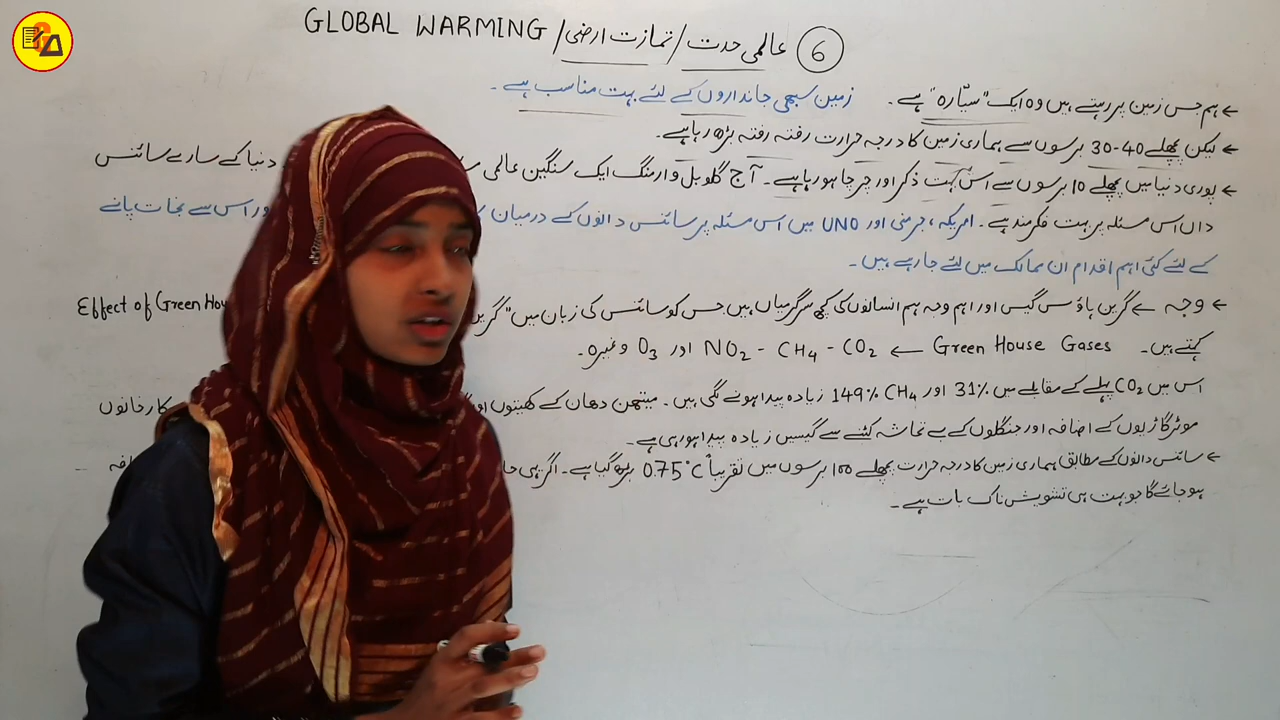 ⑥ عالمی حدت / تمازت ارضی / GLOBAL WARMING
← ہم جس زمین پر رہتے ہیں وہ ایک "سیّارہ" ہے۔ زمین سبھی جانداروں کے لئے بہت مناسب ہے۔
← لیکن پچھلے 40-30 برسوں سے ہماری زمین کا درجہ حرارت رفتہ رفتہ بڑھ رہا ہے۔
← پوری دنیا میں پچھلے 10 برسوں سے اس بہت ذکر اور چرچا ہو رہا ہے۔ آج گلوبل وارمنگ ایک سنگین عالمی دنیا کے سارے سائنس
داں اس مسئلہ پر بہت فکر مند ہے۔ امریکہ، جرمنی اور UNO میں اس مسئلہ پر سائنس دانوں کے درمیان اور اس سے نجات پانے
کے لئے کئی اہم اقدام ان ممالک میں لئے جا رہے ہیں۔
← وجہ ← گرین ہاؤس گیس اور اہم وجہ ہم انسانوں کی کچھ سرگرمیاں ہیں جس کو سائنس کی زبان میں "گرین Effect of Green Hou
کہتے ہیں۔ Green House Gases ← CO2 - CH4 - NO2 اور O3 وغیرہ۔
اس میں CO2 پہلے کے مقابلے میں 31% اور CH4 149% زیادہ پیدا ہونے لگی ہیں۔ میتھین دھان کے کھیتوں اور کارخانوں
موٹر گاڑیوں کے اضافہ اور جنگلوں کے بے تحاشہ کٹنے سے گیسیں زیادہ پیدا ہو رہی ہے۔
← سائنس دانوں کے مطابق ہماری زمین کا درجہ حرارت پچھلے 100 برسوں میں تقریباً 0.75°C بڑھ گیا ہے۔ اگر یہی
ہو جائے گا جو بہت ہی تشویش ناک بات ہے۔